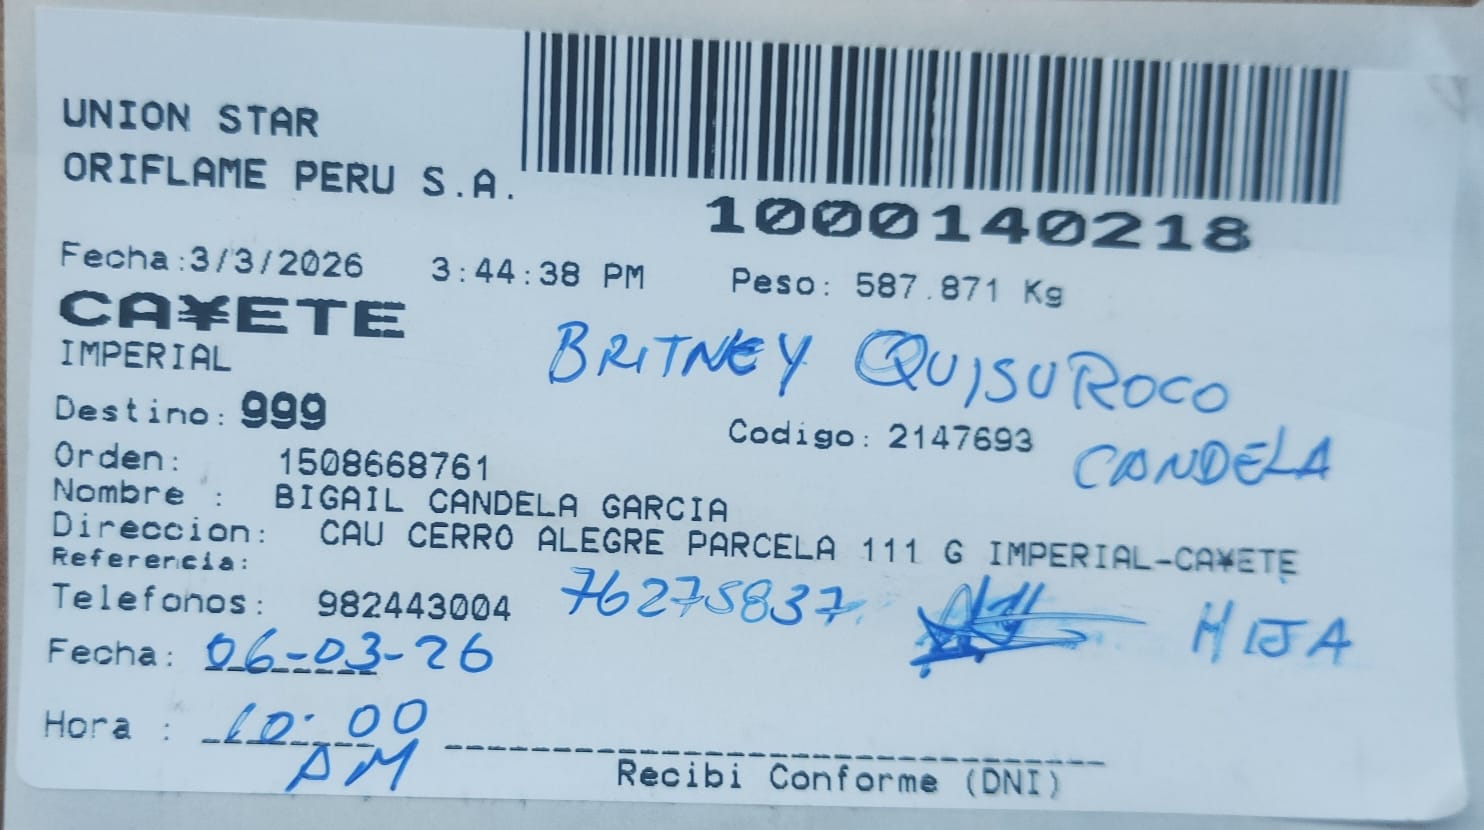 UNION STAR
ORIFLAME PERU S.A.
1000140218
Fecha:3/3/2026 3:44:38 PM Peso: 587.871 Kg
CA¥ETE
IMPERIAL
BRITNEY QUISUROCO
CANDELA
Destino: 999
Codigo: 2147693
Orden: 1508668761
Nombre : BIGAIL CANDELA GARCIA
Direccion: CAU CERRO ALEGRE PARCELA 111 G IMPERIAL-CA¥ETE
Referencia:
Telefonos: 982443004 76275837 HIJA
Fecha: 06-03-26
Hora : 10:00
AM
Recibi Conforme (DNI)